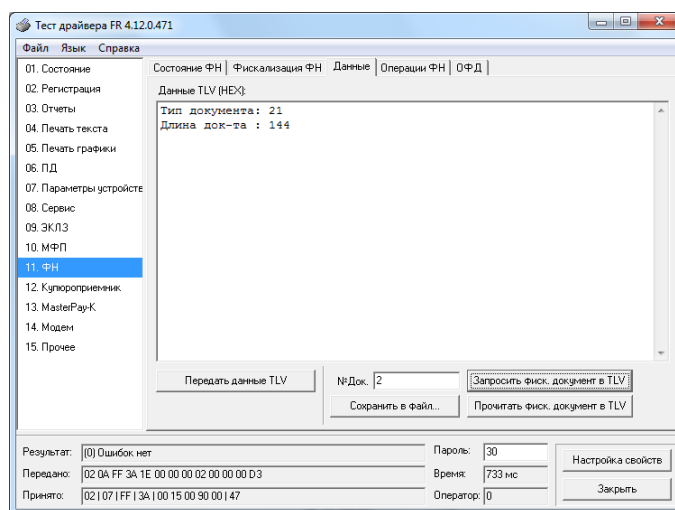 Тест драйвера FR 4.12.0.471
Файл Язык Справка
01. Состояние
02. Регистрация
03. Отчеты
04. Печать текста
05. Печать графики
06. ПД
07. Параметры устройств
08. Сервис
09. ЭКЛЗ
10. МФП
11. ФН
12. Купюроприемник
13. MasterPay-K
14. Модем
15. Прочее
Состояние ФН Фискализация ФН Данные Операции ФН ОФД
Данные TLV (HEX):
Тип документа: 21
Длина док-та : 144
Передать данные TLV №Док. 2 Запросить фиск. документ в TLV
Сохранить в файл... Прочитать фиск. документ в TLV
Результат: (0) Ошибок нет Пароль: 30
Настройка свойств
Передано: 02 0A FF 3A 1E 00 00 00 02 00 00 00 D3 Время: 733 мс
Принято: 02 | 07 | FF | 3A | 00 15 00 90 00 | 47 Оператор: 0
Закрыть